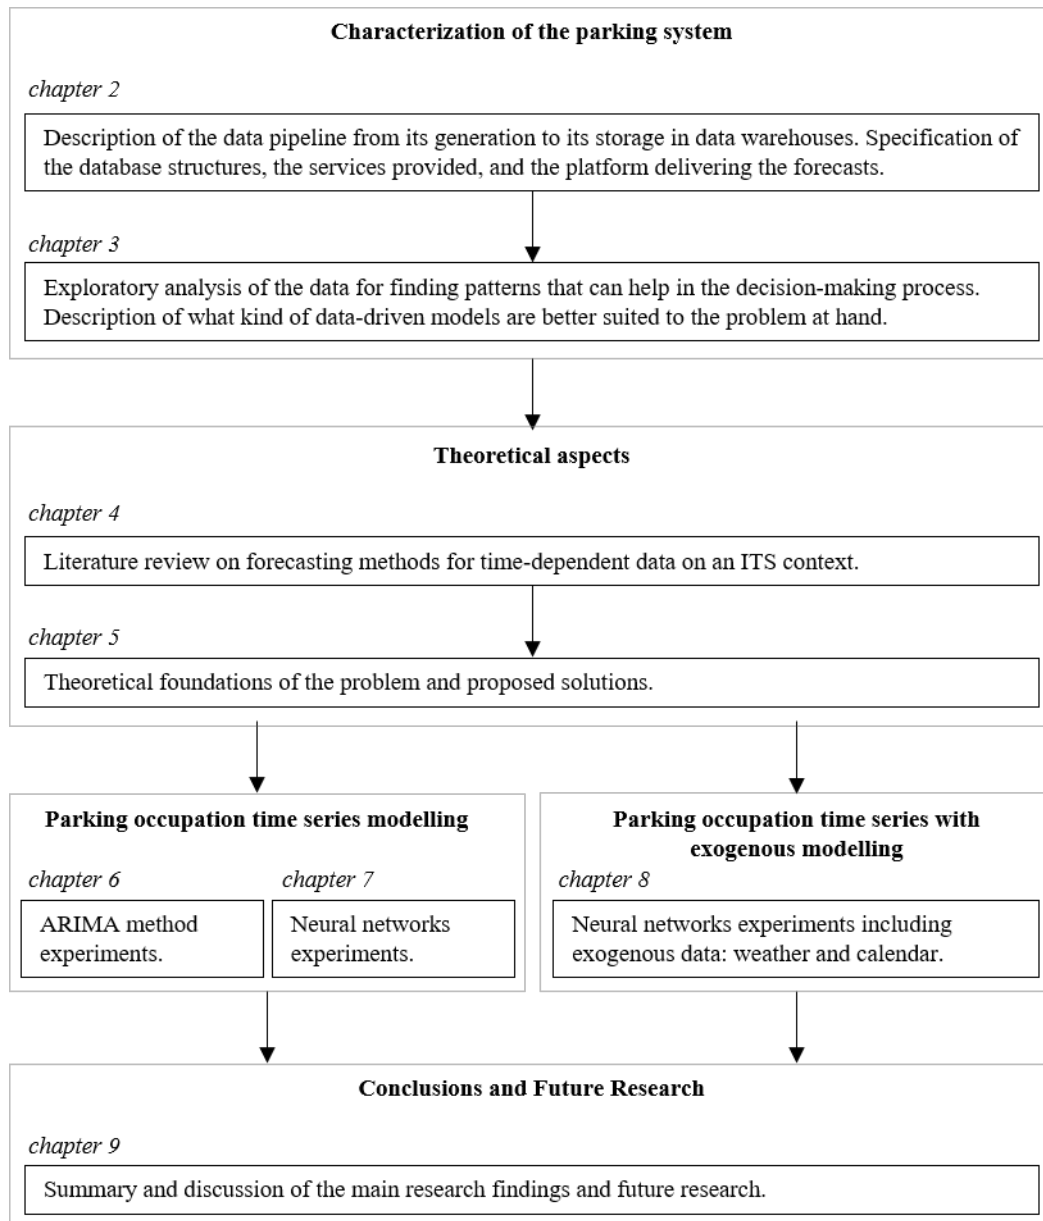 Characterization of the parking system
chapter 2
Description of the data pipeline from its generation to its storage in data warehouses. Specification of
the database structures, the services provided, and the platform delivering the forecasts.
chapter 3
Exploratory analysis of the data for finding patterns that can help in the decision-making process.
Description of what kind of data-driven models are better suited to the problem at hand.
Theoretical aspects
chapter 4
Literature review on forecasting methods for time-dependent data on an ITS context.
chapter 5
Theoretical foundations of the problem and proposed solutions.
Parking occupation time series modelling
chapter 6
ARIMA method
experiments.
chapter 7
Neural networks
experiments.
Parking occupation time series with
exogenous modelling
chapter 8
Neural networks experiments including
exogenous data: weather and calendar.
Conclusions and Future Research
chapter 9
Summary and discussion of the main research findings and future research.